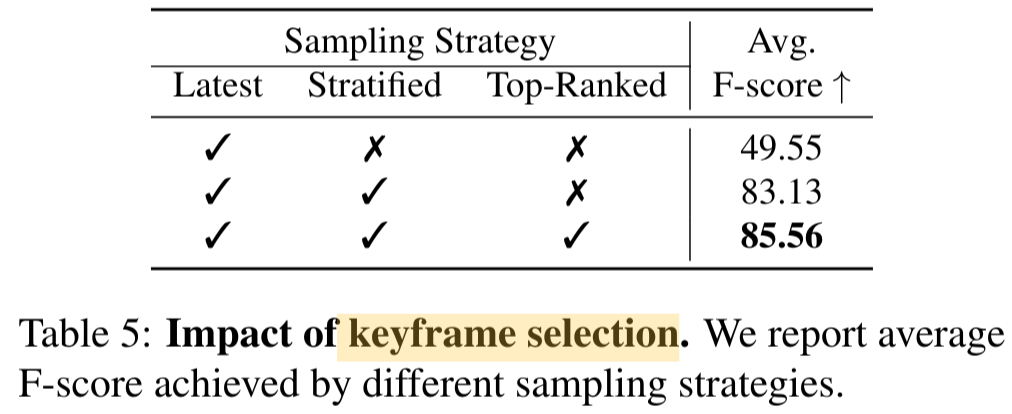 Sampling Strategy Avg.
Latest Stratified Top-Ranked F-score ↑
✓ ✗ ✗ 49.55
✓ ✓ ✗ 83.13
✓ ✓ ✓ 85.56
Table 5: Impact of keyframe selection. We report average
F-score achieved by different sampling strategies.